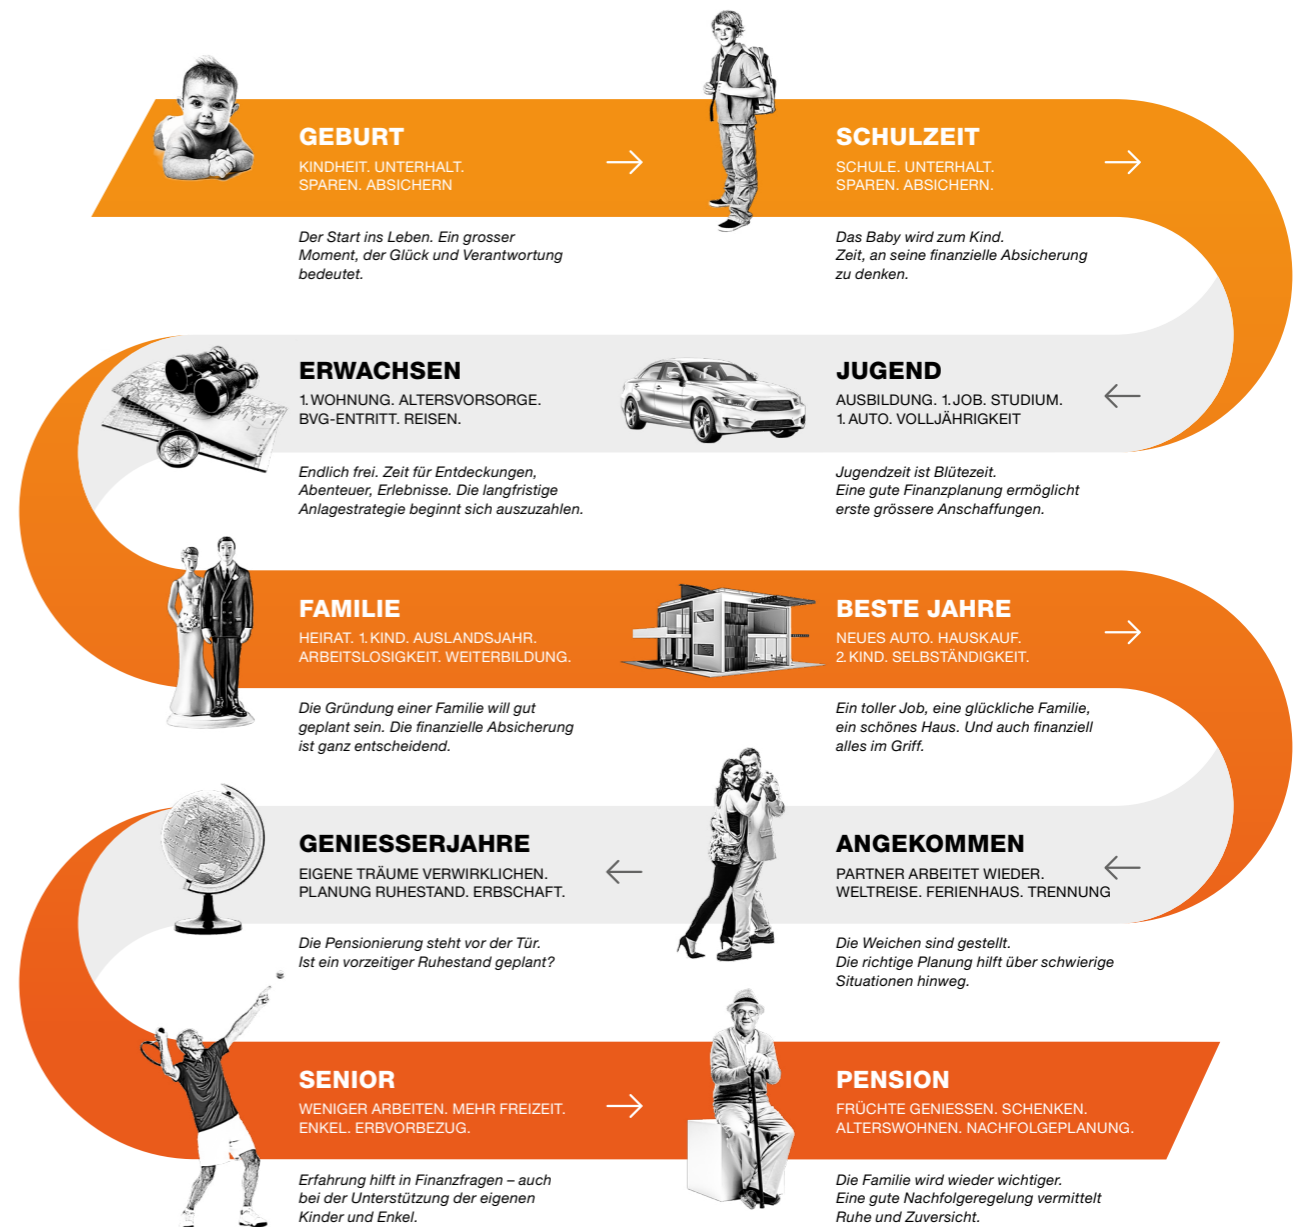 GEBURT
KINDHEIT. UNTERHALT.
SPAREN. ABSICHERN
Der Start ins Leben. Ein grosser
Moment, der Glück und Verantwortung
bedeutet.
SCHULZEIT
SCHULE. UNTERHALT.
SPAREN. ABSICHERN.
Das Baby wird zum Kind.
Zeit, an seine finanzielle Absicherung
zu denken.
JUGEND
AUSBILDUNG. 1. JOB. STUDIUM.
1. AUTO. VOLLJÄHRIGKEIT
Jugendzeit ist Blütezeit.
Eine gute Finanzplanung ermöglicht
erste grössere Anschaffungen.
ERWACHSEN
1. WOHNUNG. ALTERSVORSORGE.
BVG-ENTRITT. REISEN.
Endlich frei. Zeit für Entdeckungen,
Abenteuer, Erlebnisse. Die langfristige
Anlagestrategie beginnt sich auszuzahlen.
FAMILIE
HEIRAT. 1. KIND. AUSLANDSJAHR.
ARBEITSLOSIGKEIT. WEITERBILDUNG.
Die Gründung einer Familie will gut
geplant sein. Die finanzielle Absicherung
ist ganz entscheidend.
BESTE JAHRE
NEUES AUTO. HAUSKAUF.
2. KIND. SELBSTÄNDIGKEIT.
Ein toller Job, eine glückliche Familie,
ein schönes Haus. Und auch finanziell
alles im Griff.
ANGEKOMMEN
PARTNER ARBEITET WIEDER.
WELTREISE. FERIENHAUS. TRENNUNG
Die Weichen sind gestellt.
Die richtige Planung hilft über schwierige
Situationen hinweg.
GENIESSERJAHRE
EIGENE TRÄUME VERWIRKLICHEN.
PLANUNG RUHESTAND. ERBSCHAFT.
Die Pensionierung steht vor der Tür.
Ist ein vorzeitiger Ruhestand geplant?
SENIOR
WENIGER ARBEITEN. MEHR FREIZEIT.
ENKEL. ERBVORBEZUG.
Erfahrung hilft in Finanzfragen – auch
bei der Unterstützung der eigenen
Kinder und Enkel.
PENSION
FRÜCHTE GENIESSEN. SCHENKEN.
ALTERSWOHNEN. NACHFOLGEPLANUNG.
Die Familie wird wieder wichtiger.
Eine gute Nachfolgeregelung vermittelt
Ruhe und Zuversicht.